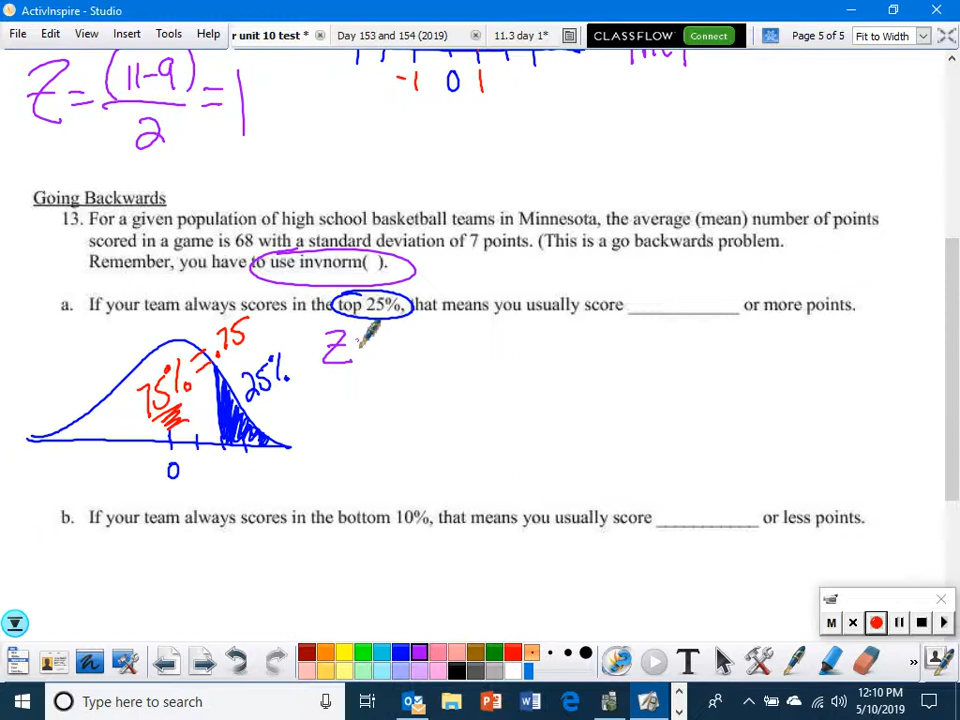 ActivInspire - Studio
File Edit View Insert Tools Help r unit 10 test * Day 153 and 154 (2019) 11.3 day 1* CLASSFLOW Connect Page 5 of 5 Fit to Width
Z = (11-9) / 2 = 1
-1 0 1
Going Backwards
13. For a given population of high school basketball teams in Minnesota, the average (mean) number of points
scored in a game is 68 with a standard deviation of 7 points. (This is a go backwards problem.
Remember, you have to use invnorm( ).
a. If your team always scores in the top 25%, that means you usually score ____________ or more points.
75% = .75
25%
0
Z
b. If your team always scores in the bottom 10%, that means you usually score ___________ or less points.
M
T
Type here to search
12:10 PM
5/10/2019